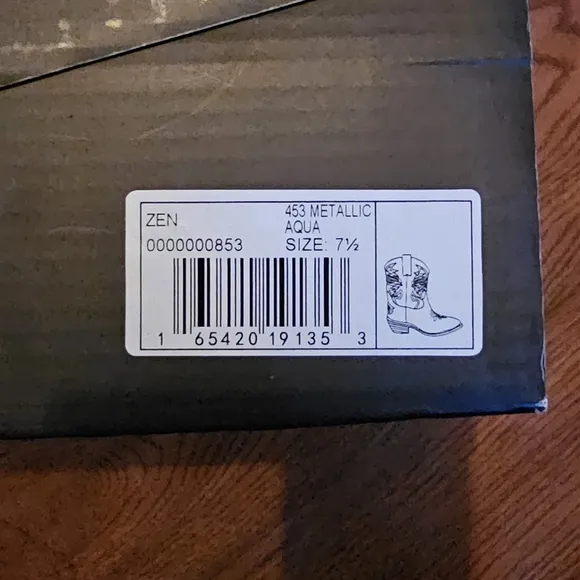 ZEN
453 METALLIC
AQUA
0000000853
SIZE: 7½
1 65420 19135 3